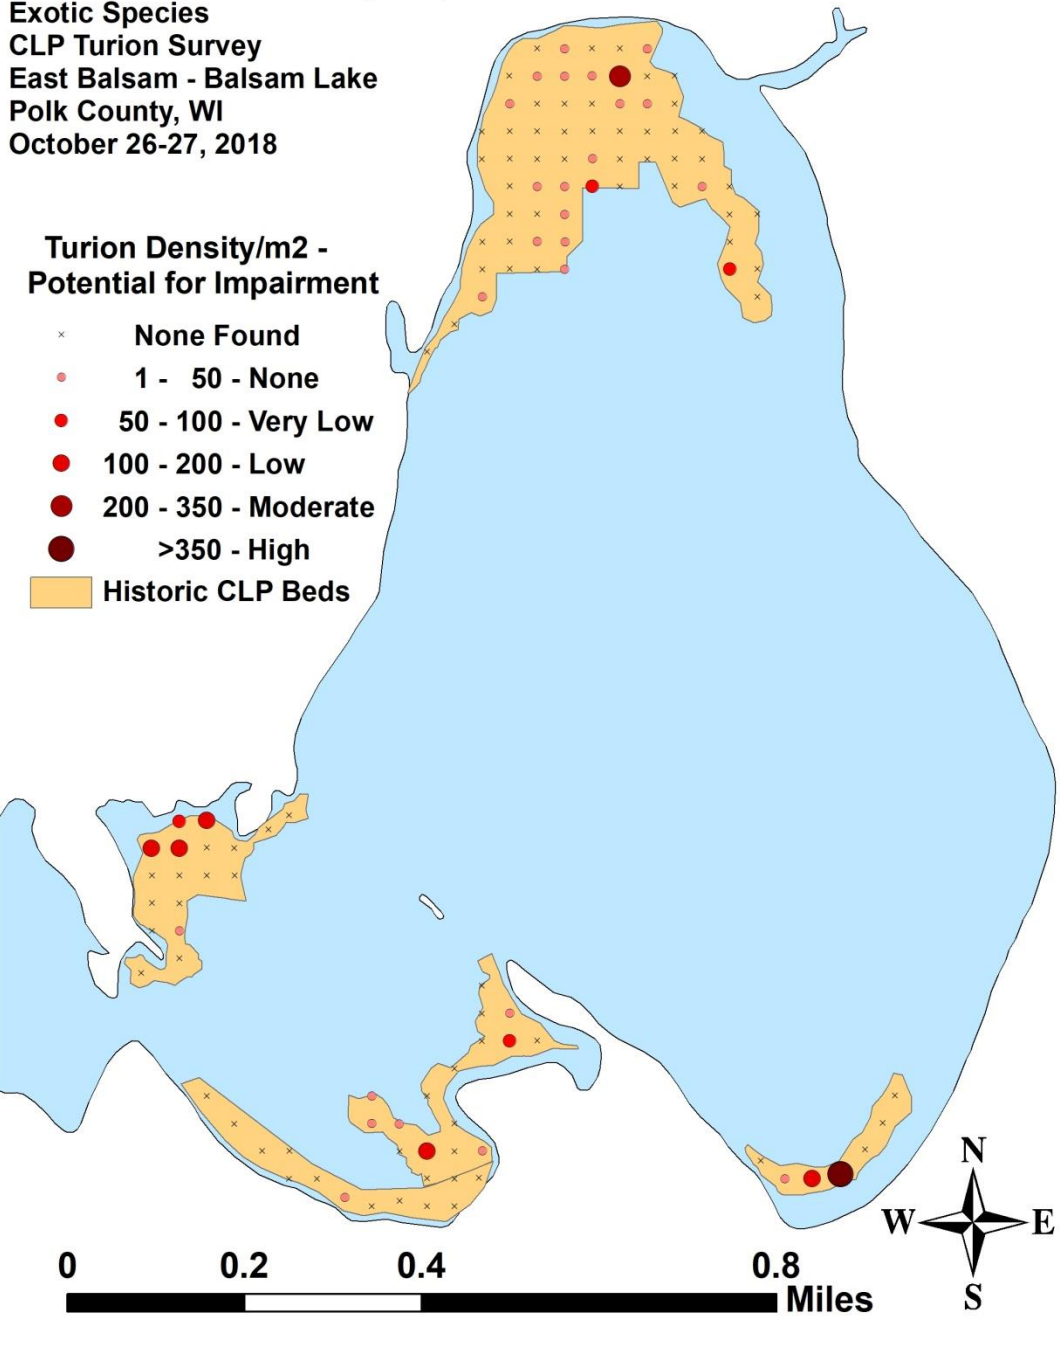 Exotic Species
CLP Turion Survey
East Balsam - Balsam Lake
Polk County, WI
October 26-27, 2018
Turion Density/m2 -
Potential for Impairment
None Found
1 - 50 - None
50 - 100 - Very Low
100 - 200 - Low
200 - 350 - Moderate
>350 - High
Historic CLP Beds
N
W E
S
0 0.2 0.4 0.8
Miles